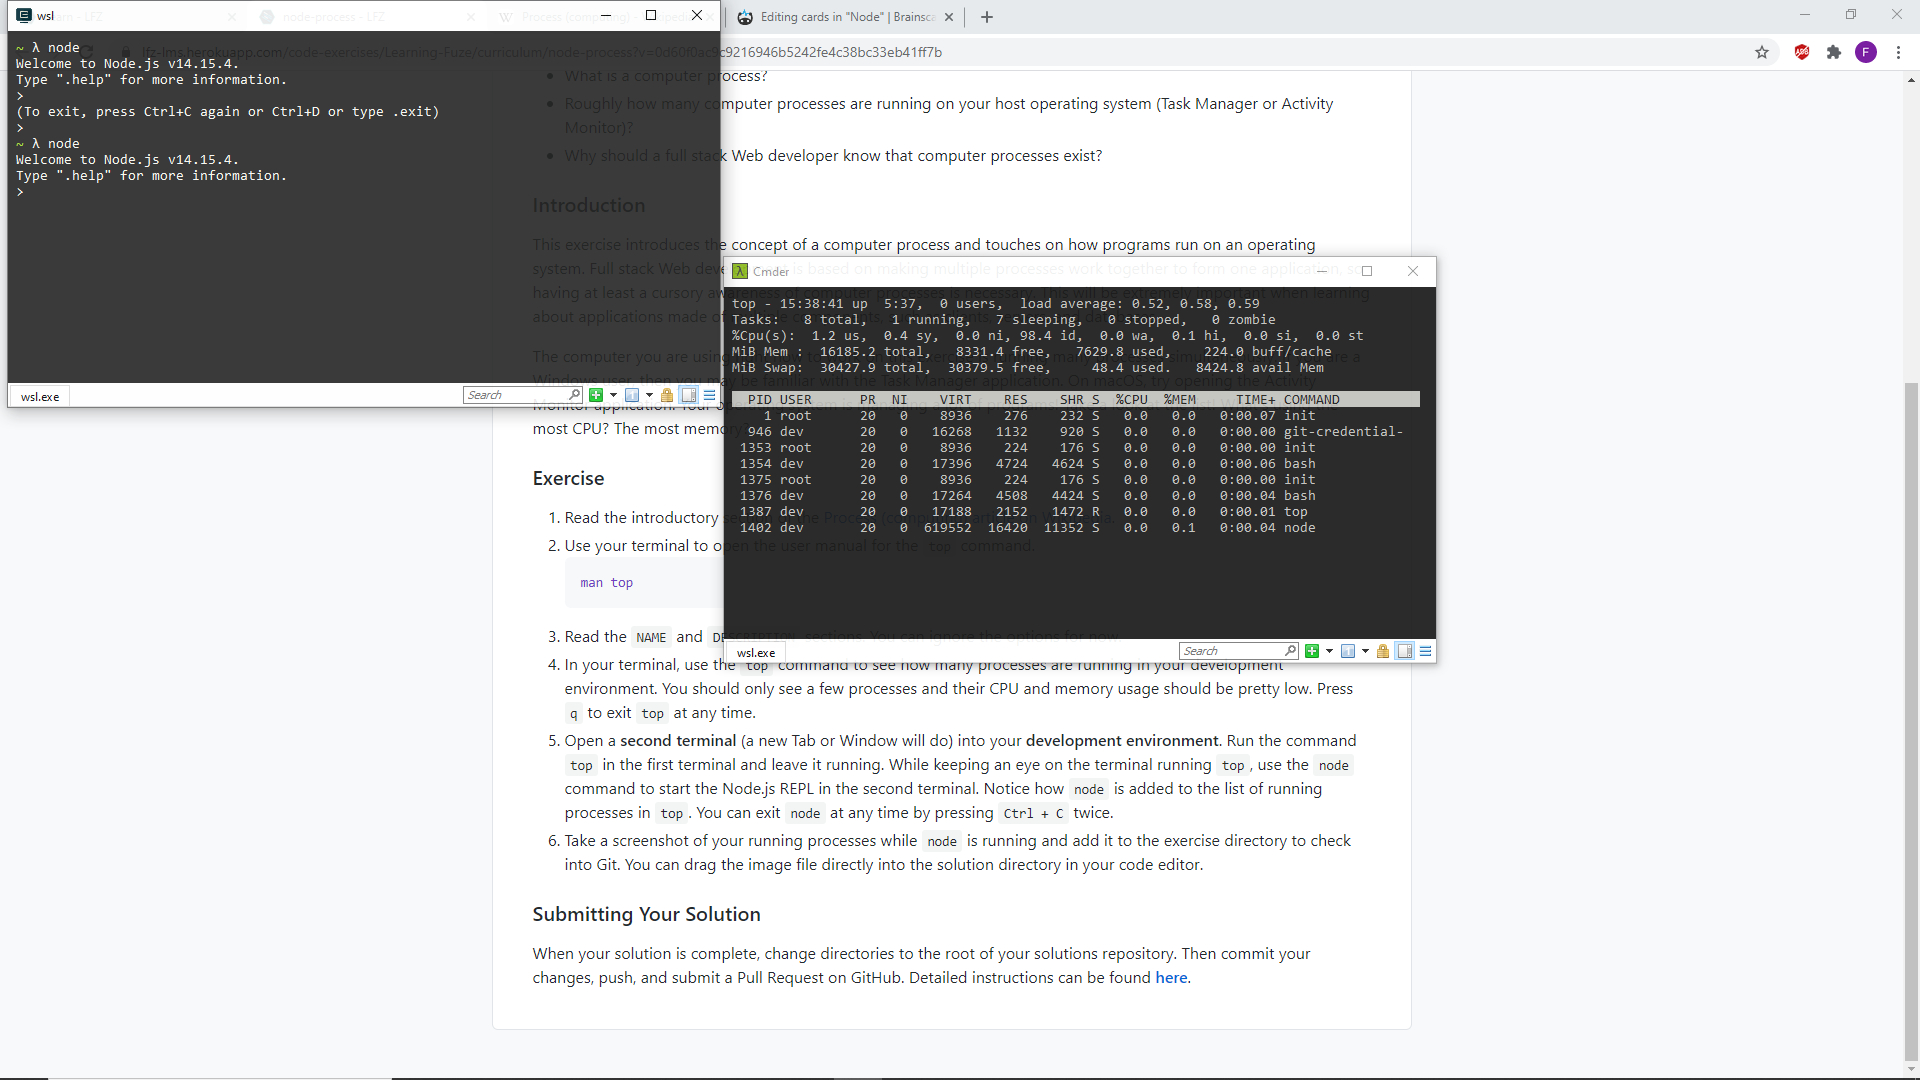 wsl
node-process - LFZ
Editing cards in "Node" | Brainsca
lfz-lms.herokuapp.com/code-exercises/Learning-Fuze/curriculum/node-process?v=
9216946b5242fe4c38bc33eb41ff7b
F
~ λ node
Welcome to Node.js v14.15.4.
Type ".help" for more information.
>
(To exit, press Ctrl+C again or Ctrl+D or type .exit)
>
~ λ node
Welcome to Node.js v14.15.4.
Type ".help" for more information.
>
wsl.exe
Search
• What is a computer process?
• Roughly how many computer processes are running on your host operating system (Task Manager or Activity
Monitor)?
• Why should a full stack Web developer know that computer processes exist?
Introduction
This exercise introduces the concept of a computer process and touches on how programs run on an operating
system. Full stack Web deve is based on making multiple processes work together to form one application, so
having at least a cursory awareness of computer processes is necessary. This will be extremely important when learning
about applications made of
The computer you are using
Windows user, then you may be familiar with the Task Manager application. On macOS, try opening the Activity
Monitor application.
most CPU? The most memory?
Cmder
top - 15:38:41 up  5:37,  0 users,  load average: 0.52, 0.58, 0.59
Tasks:   8 total,   1 running,   7 sleeping,   0 stopped,   0 zombie
%Cpu(s):  1.2 us,  0.4 sy,  0.0 ni, 98.4 id,  0.0 wa,  0.1 hi,  0.0 si,  0.0 st
MiB Mem :  16185.2 total,   8331.4 free,   7629.8 used,    224.0 buff/cache
MiB Swap:  30427.9 total,  30379.5 free,     48.4 used.   8424.8 avail Mem
PID USER      PR  NI    VIRT    RES    SHR S  %CPU  %MEM     TIME+ COMMAND
1 root      20   0    8936    276    232 S   0.0   0.0   0:00.07 init
946 dev       20   0   16268   1132    920 S   0.0   0.0   0:00.00 git-credential-
1353 root      20   0    8936    224    176 S   0.0   0.0   0:00.00 init
1354 dev       20   0   17396   4724   4624 S   0.0   0.0   0:00.06 bash
1375 root      20   0    8936    224    176 S   0.0   0.0   0:00.00 init
1376 dev       20   0   17264   4508   4424 S   0.0   0.0   0:00.04 bash
1387 dev       20   0   17188   2152   1472 R   0.0   0.0   0:00.01 top
1402 dev       20   0  619552  16420  11352 S   0.0   0.1   0:00.04 node
wsl.exe
Search
Exercise
1. Read the introductory
2. Use your terminal to open the user manual for the top command.
man top
3. Read the NAME and DESCRIPTION sections. You can ignore the options for now.
4. In your terminal, use the top command to see how many processes are running in your development
environment. You should only see a few processes and their CPU and memory usage should be pretty low. Press
q to exit top at any time.
5. Open a second terminal (a new Tab or Window will do) into your development environment. Run the command
top in the first terminal and leave it running. While keeping an eye on the terminal running top, use the node
command to start the Node.js REPL in the second terminal. Notice how node is added to the list of running
processes in top. You can exit node at any time by pressing Ctrl + C twice.
6. Take a screenshot of your running processes while node is running and add it to the exercise directory to check
into Git. You can drag the image file directly into the solution directory in your code editor.
Submitting Your Solution
When your solution is complete, change directories to the root of your solutions repository. Then commit your
changes, push, and submit a Pull Request on GitHub. Detailed instructions can be found here.